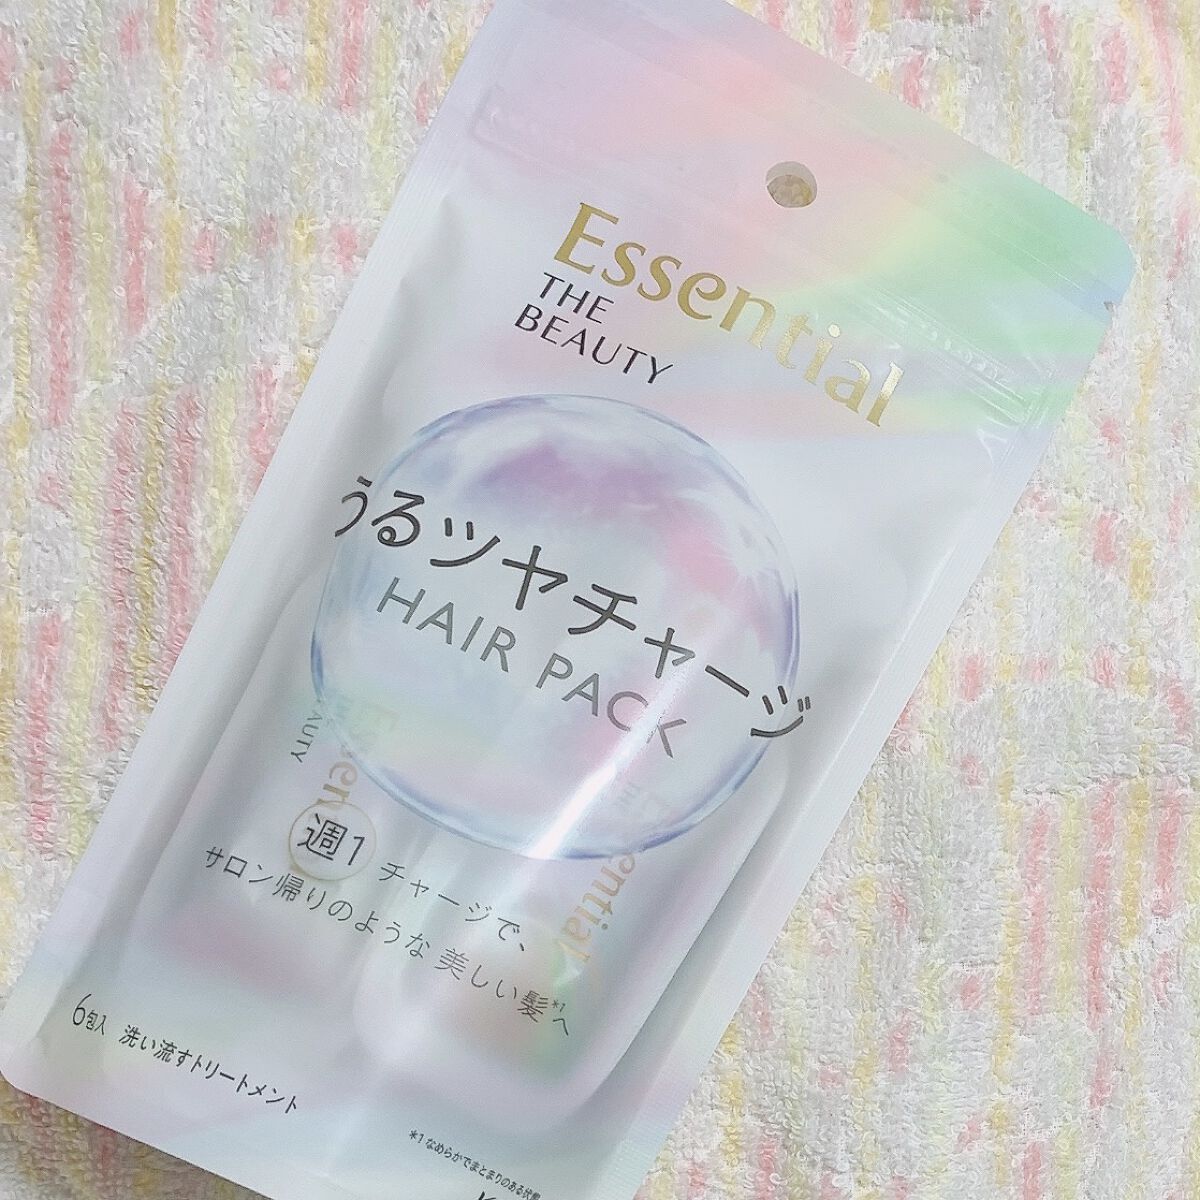 Essential
THE
BEAUTY
うるツヤチャージ
HAIR PACK
週1 チャージで、
サロン帰りのような 美しい髪*1へ
6包入 洗い流すトリートメント
*1 なめらかでまとまりのある状態
BEAUTY
Essential